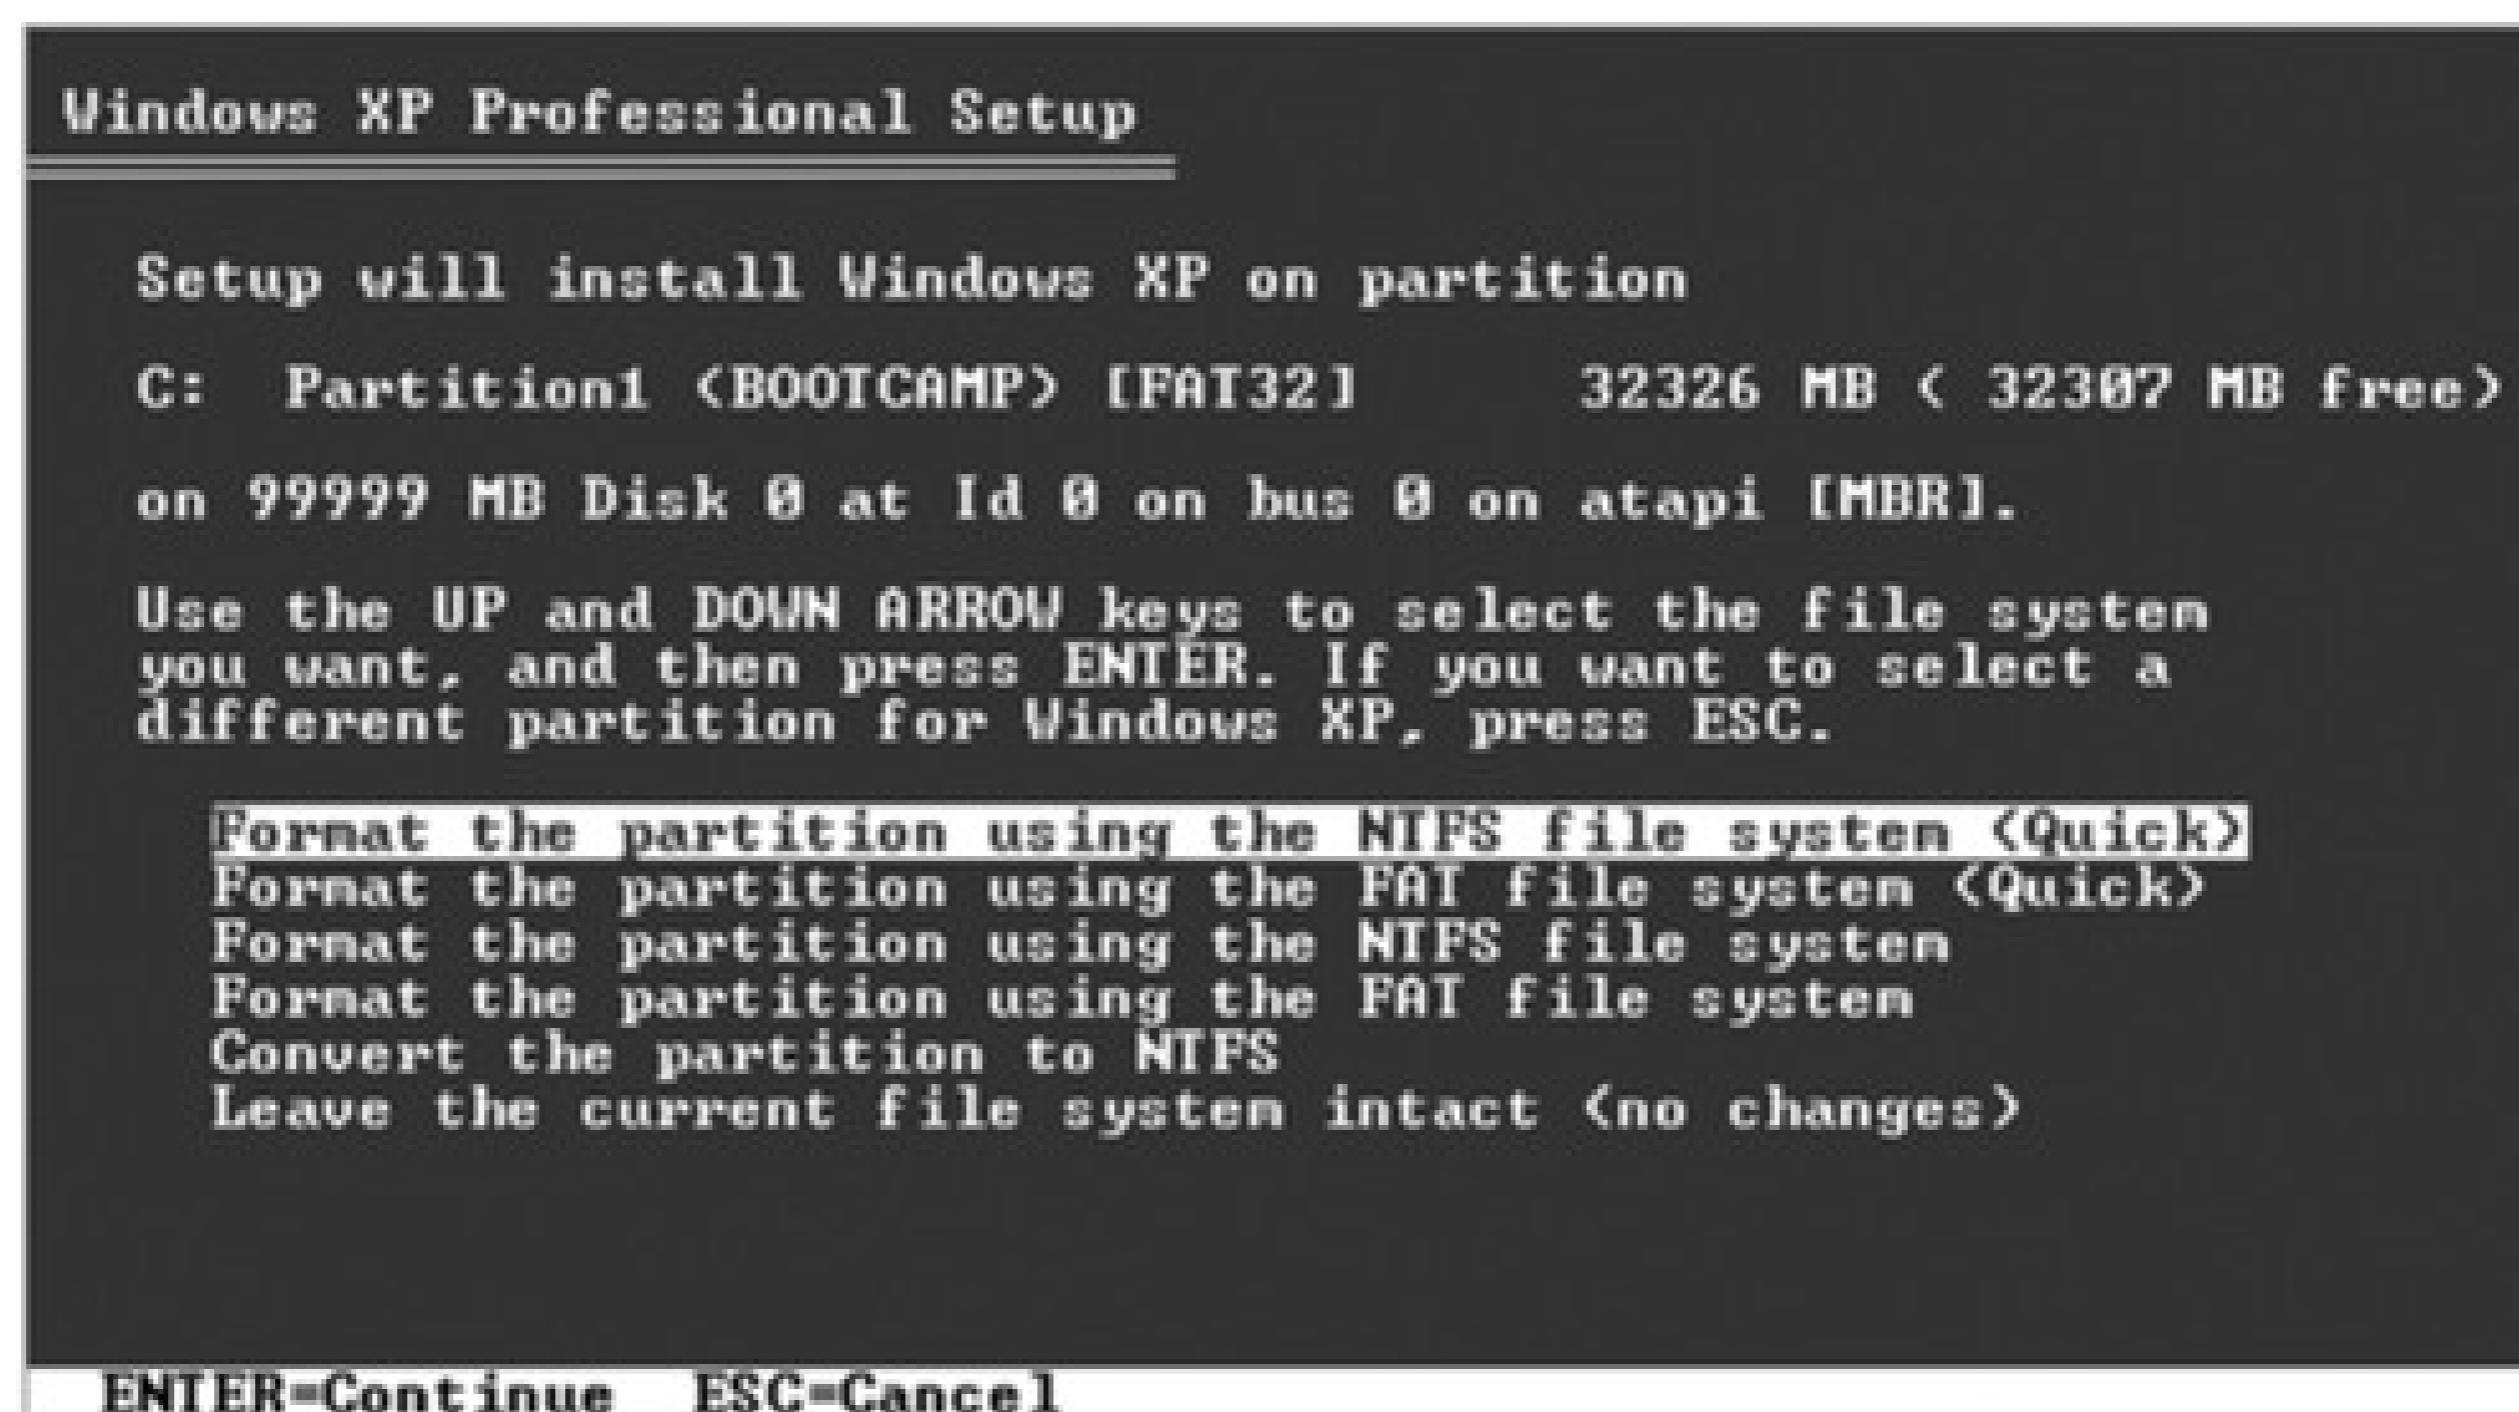 Windows XP Professional Setup
Setup will install Windows XP on partition
C:  Partition1 (BOOTCAMP) [FAT32]      32326 MB ( 32307 MB free)
on 99999 MB Disk 0 at Id 0 on bus 0 on atapi [MBR].
Use the UP and DOWN ARROW keys to select the file system
you want, and then press ENTER. If you want to select a
different partition for Windows XP, press ESC.
Format the partition using the NTFS file system (Quick)
Format the partition using the FAT file system (Quick)
Format the partition using the NTFS file system
Format the partition using the FAT file system
Convert the partition to NTFS
Leave the current file system intact (no changes)
ENTER=Continue  ESC=Cancel